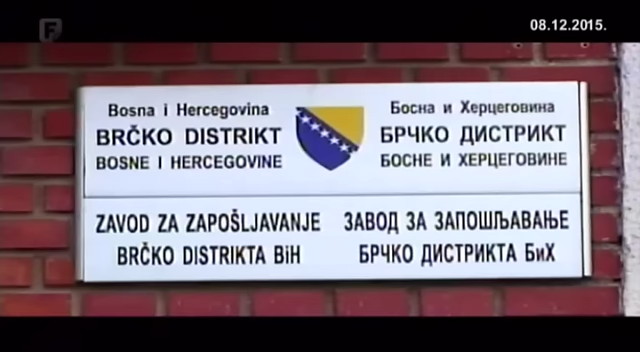 F
08.12.2015.
Bosna i Hercegovina
BRČKO DISTRIKT
BOSNE I HERCEGOVINE
Босна и Херцеговина
БРЧКО ДИСТРИКТ
БОСНЕ И ХЕРЦЕГОВИНЕ
ZAVOD ZA ZAPOŠLJAVANJE
BRČKO DISTRIKTA BiH
ЗАВОД ЗА ЗАПОШЉАВАЊЕ
БРЧКО ДИСТРИКТА БиХ